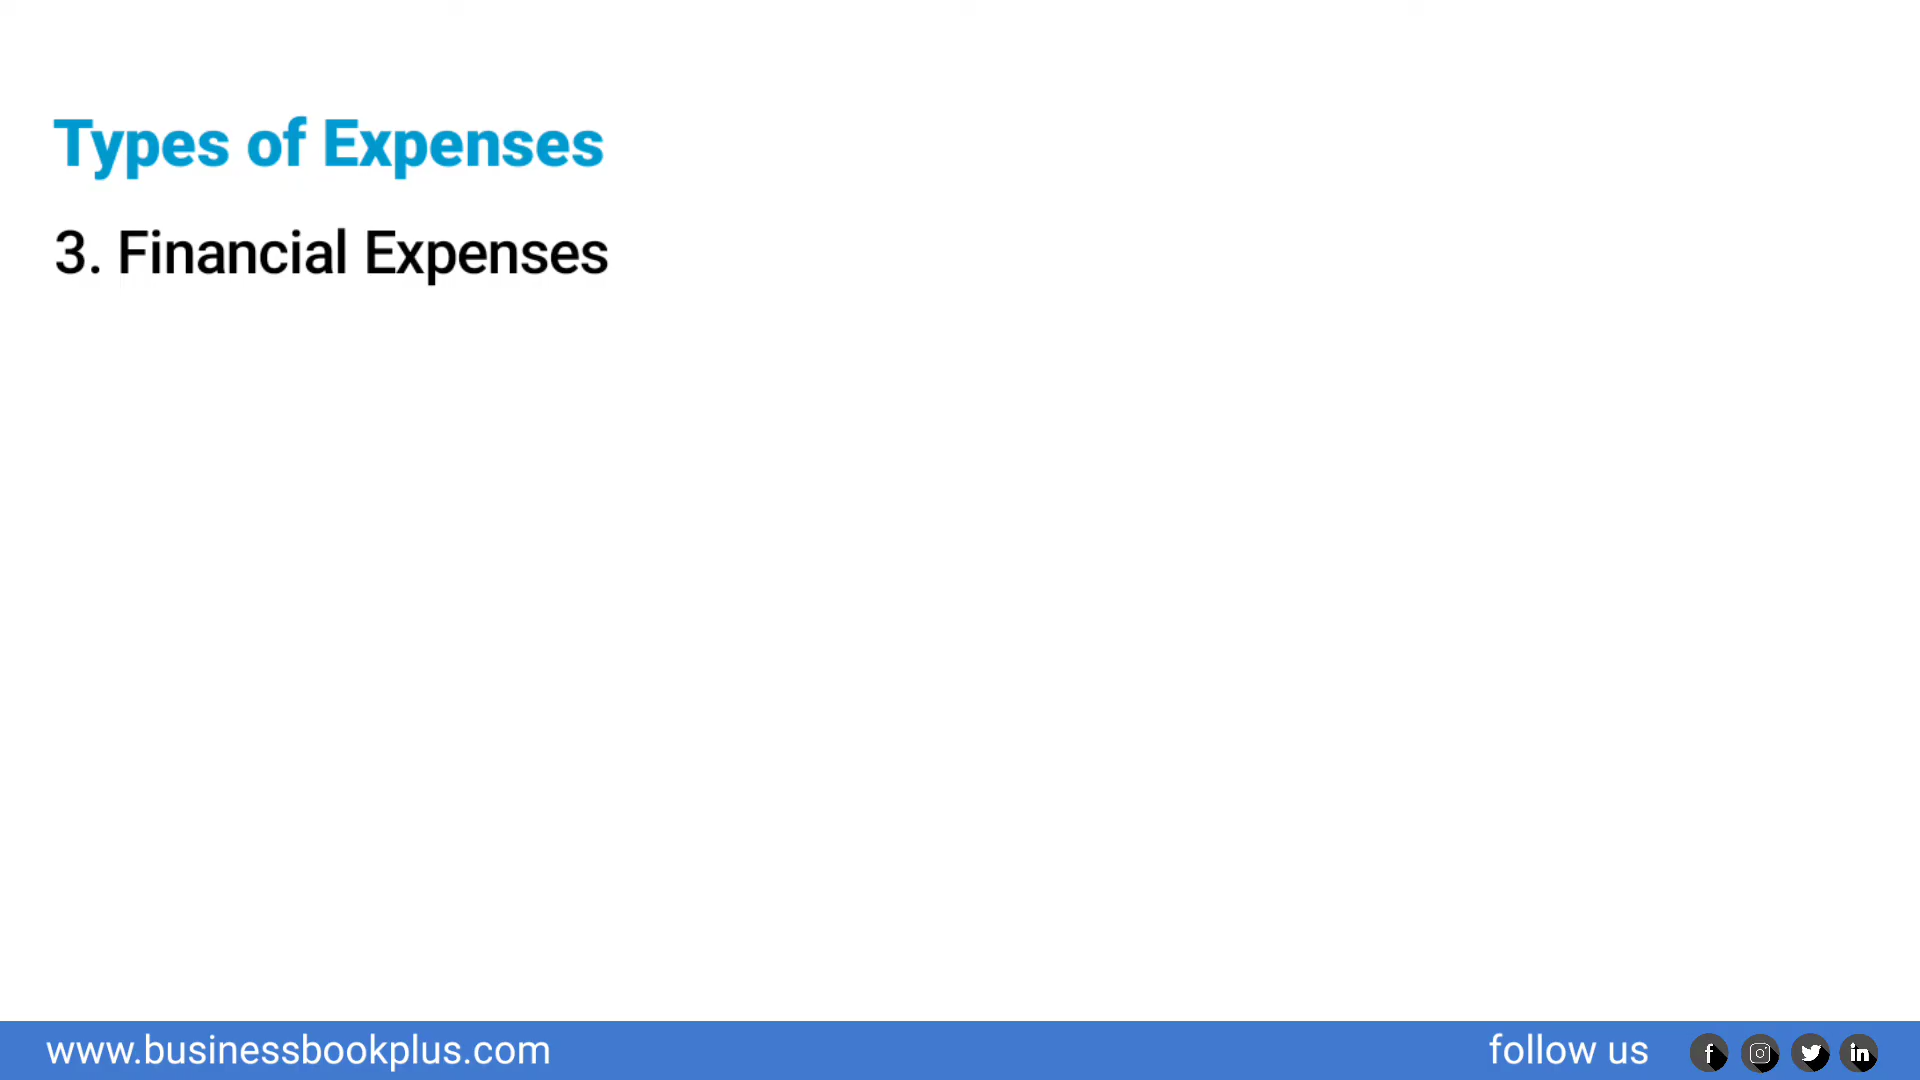 Types of Expenses
3. Financial Expenses
www.businessbookplus.com
follow us